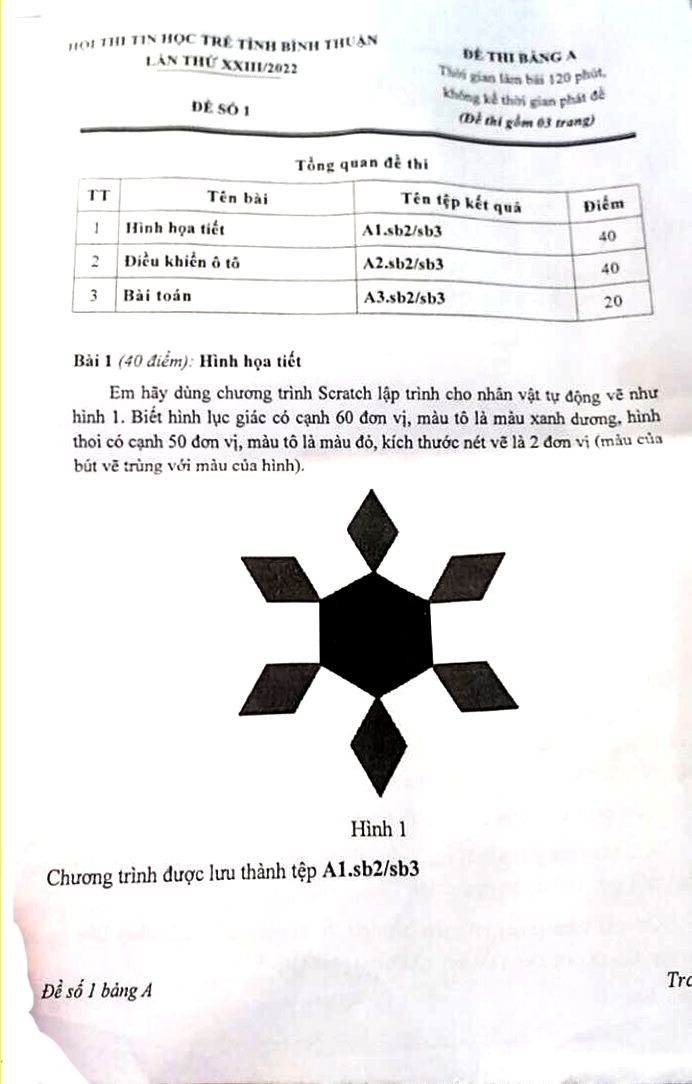 HỘI THI TIN HỌC TRẺ TỈNH BÌNH THUẬN
LẦN THỨ XXIII/2022
ĐỀ SỐ 1
ĐỀ THI BẢNG A
Thời gian làm bài 120 phút,
không kể thời gian phát đề
(Đề thi gồm 03 trang)
Tổng quan đề thi
TT Tên bài Tên tệp kết quả Điểm
1 Hình họa tiết A1.sb2/sb3 40
2 Điều khiển ô tô A2.sb2/sb3 40
3 Bài toán A3.sb2/sb3 20
Bài 1 (40 điểm): Hình họa tiết
Em hãy dùng chương trình Scratch lập trình cho nhân vật tự động vẽ như
hình 1. Biết hình lục giác có cạnh 60 đơn vị, màu tô là màu xanh dương, hình
thoi có cạnh 50 đơn vị, màu tô là màu đỏ, kích thước nét vẽ là 2 đơn vị (màu của
bút vẽ trùng với màu của hình).
Hình 1
Chương trình được lưu thành tệp A1.sb2/sb3
Đề số 1 bảng A